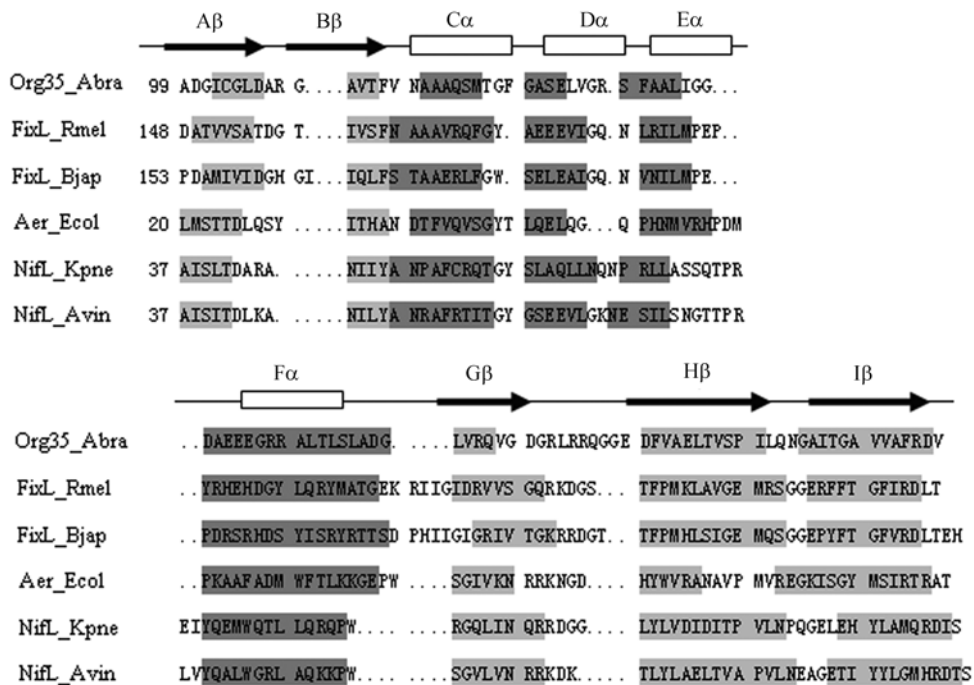 Aβ Bβ Cα Dα Eα
Org35_Abra 99 ADGICGLDAR G....AVTFV NAAAQSMTGF GASELVGR.S FAALIGG...
FixL_Rmel 148 DATVVSATDG T.....IVSFNAAAVRQFGY. AEEEVIGQ.N LRILMPEP..
FixL_Bjap 153 PDAMIVIDGH GI...IQLFS TAAERLFGW. SELEAIGQ.N VNILMPE...
Aer_Ecol 20 LMSTTDLQSY .....ITHAN DTFVQVSGYT LQELQG...Q PHNMVRHPDM
NifL_Kpne 37 AISLTDARA. .....NIIYA NPAFCRQTGY SLAQLLNQNP RLLASSQTPR
NifL_Avin 37 AISITDLKA. .....NILYA NRAFRTITGY GSEEVLGKNE SILSNGTTPR
Fα Gβ Hβ Iβ
Org35_Abra ..DAEEEGRR ALTLSLADG. ....LVRQVG DGRLRRQGGE DFVAELTVSP ILQNGAITGA VVAFRDV
FixL_Rmel ..YRHEHDGY LQRYMATGEK RIIGIDRVVS GQRKDGS... TFPMKLAVGE MRSGGERFFT GFIRDLT
FixL_Bjap ..PDRSRHDS YISRYRTTSD PHIIGIGRIV TGKRRDGT.. TFPMHLSIGE MQSGGEPYFT GFVRDLTEH
Aer_Ecol ..PKAAFADM WFTLKKGEPW ....SGIVKN RRKNGD.... HYWVRANAVP MVREGKISGY MSIRTRAT
NifL_Kpne EIYQEMWQTL LQRQPW.... ....RGQLIN QRRDGG.... LYLVDIDITP VLNPQGELEH YLAMQRDIS
NifL_Avin LVYQALWGRL AQKKPW.... ....SGVLVN RRKDK..... TLYLAELTVA PVLNEAGETI YYLGMHRDTS